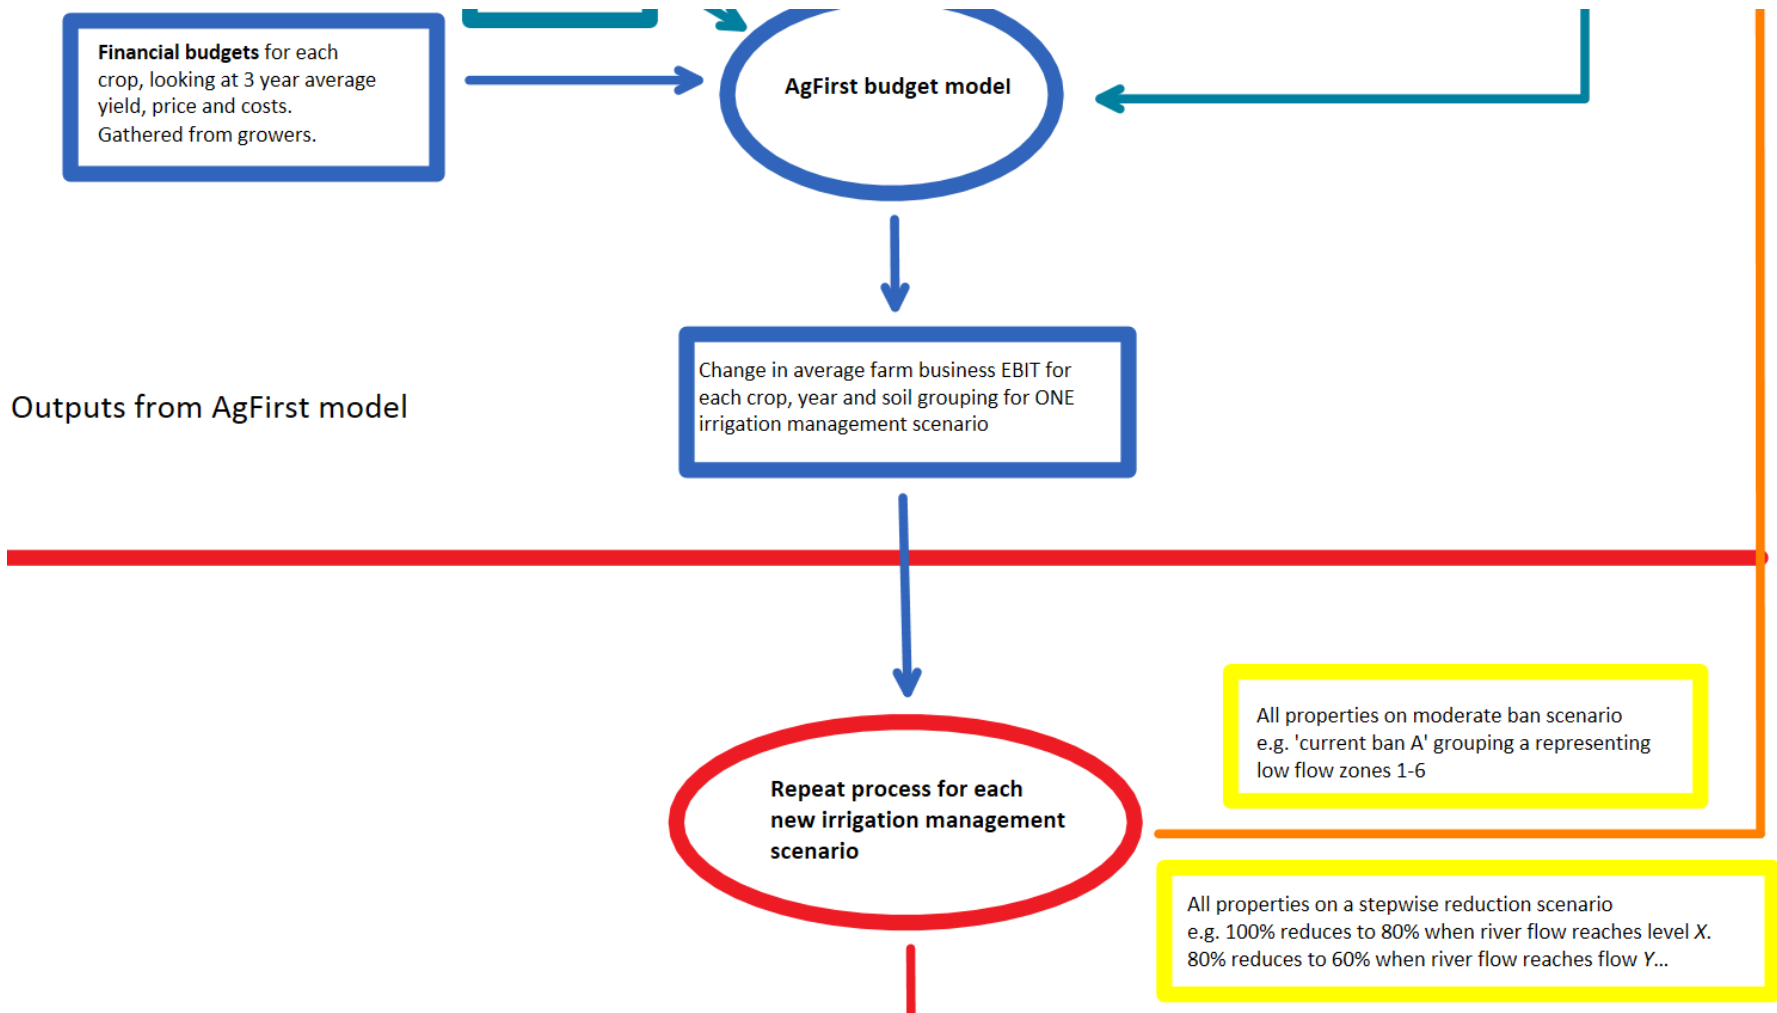 Financial budgets for each
crop, looking at 3 year average
yield, price and costs.
Gathered from growers.
AgFirst budget model
Change in average farm business EBIT for
each crop, year and soil grouping for ONE
irrigation management scenario
Outputs from AgFirst model
All properties on moderate ban scenario
e.g. 'current ban A' grouping a representing
low flow zones 1-6
Repeat process for each
new irrigation management
scenario
All properties on a stepwise reduction scenario
e.g. 100% reduces to 80% when river flow reaches level X.
80% reduces to 60% when river flow reaches flow Y...